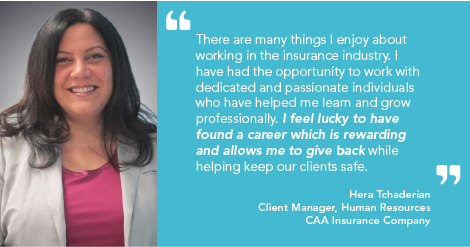 “
There are many things I enjoy about
working in the insurance industry. I
have had the opportunity to work with
dedicated and passionate individuals
who have helped me learn and grow
professionally. I feel lucky to have
found a career which is rewarding
and allows me to give back while
helping keep our clients safe.
”
Hera Tchaderian
Client Manager, Human Resources
CAA Insurance Company